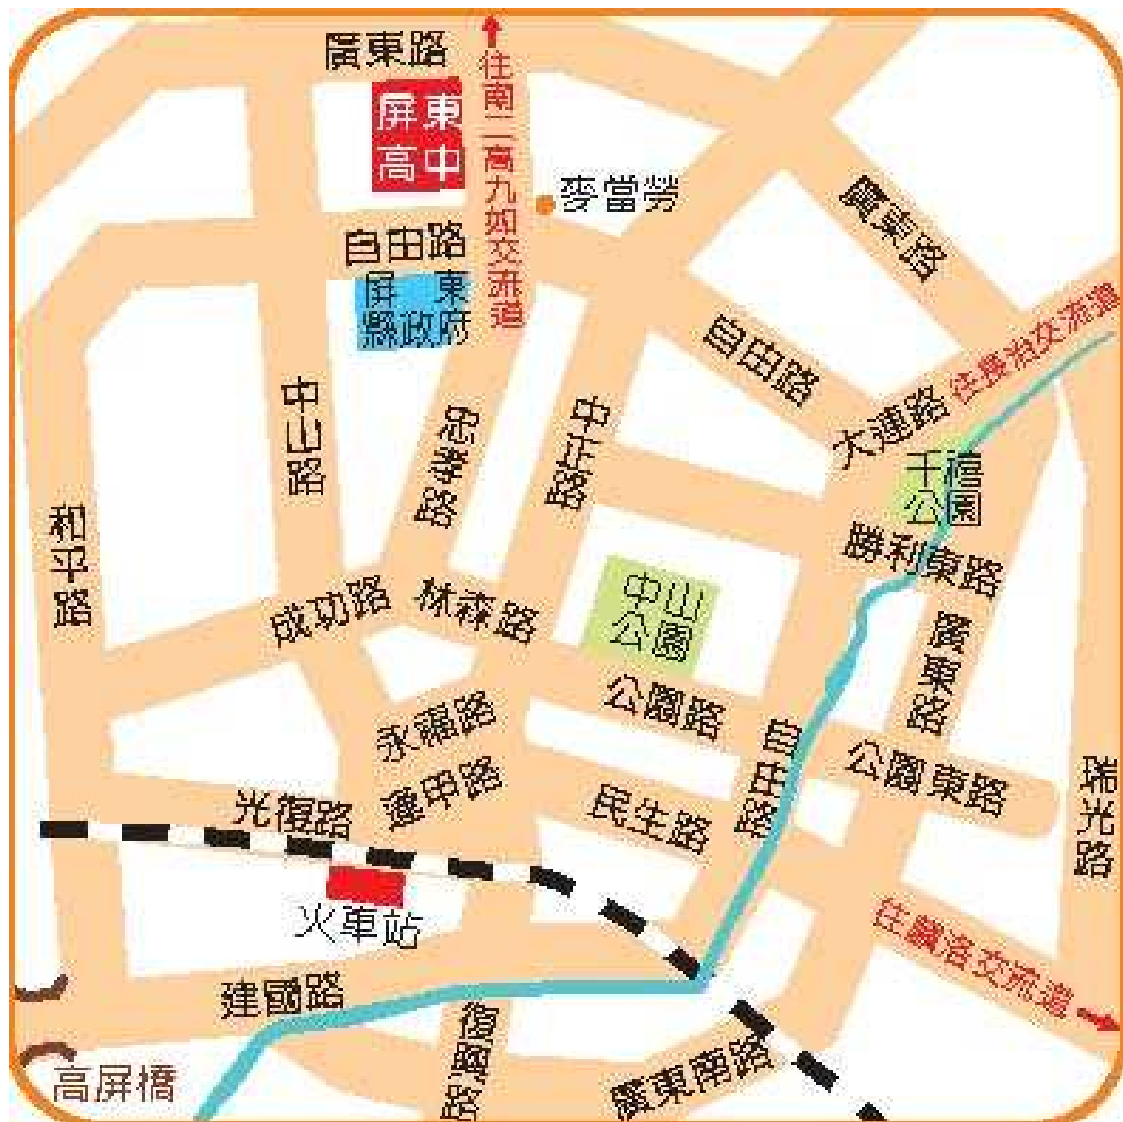 廣東路
往南二高九如交流道
屏東
高中
麥當勞
廣東路
自由路
屏東
縣政府
往長治交流道
自由路
大連路
中山路
忠孝路
中正路
千禧
公園
和平路
勝利東路
成功路
林森路
中山
公園
廣東路
永福路
公園路
自由路
公園東路
逢甲路
瑞光路
光復路
民生路
火車站
往麟洛交流道
建國路
復興路
廣東南路
高屏橋